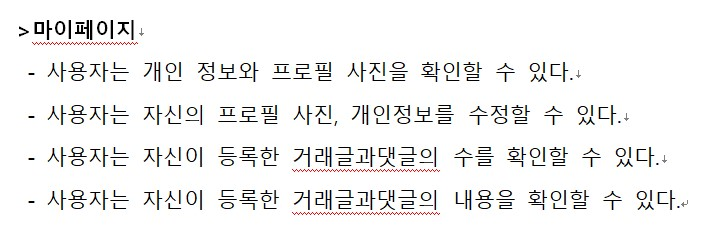 >마이페이지
- 사용자는 개인 정보와 프로필 사진을 확인할 수 있다.
- 사용자는 자신의 프로필 사진, 개인정보를 수정할 수 있다.
- 사용자는 자신이 등록한 거래글과댓글의 수를 확인할 수 있다.
- 사용자는 자신이 등록한 거래글과댓글의 내용을 확인할 수 있다.